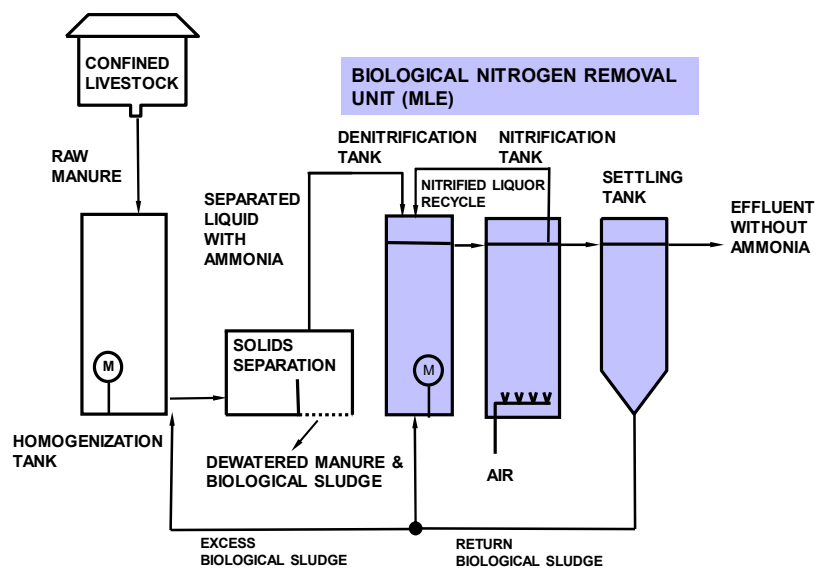 CONFINED
LIVESTOCK
BIOLOGICAL NITROGEN REMOVAL
UNIT (MLE)
RAW
MANURE
DENITRIFICATION
TANK
NITRIFICATION
TANK
SETTLING
TANK
NITRIFIED LIQUOR
RECYCLE
SEPARATED
LIQUID
WITH
AMMONIA
EFFLUENT
WITHOUT
AMMONIA
SOLIDS
SEPARATION
M
M
HOMOGENIZATION
TANK
DEWATERED MANURE &
BIOLOGICAL SLUDGE
AIR
EXCESS
BIOLOGICAL SLUDGE
RETURN
BIOLOGICAL SLUDGE